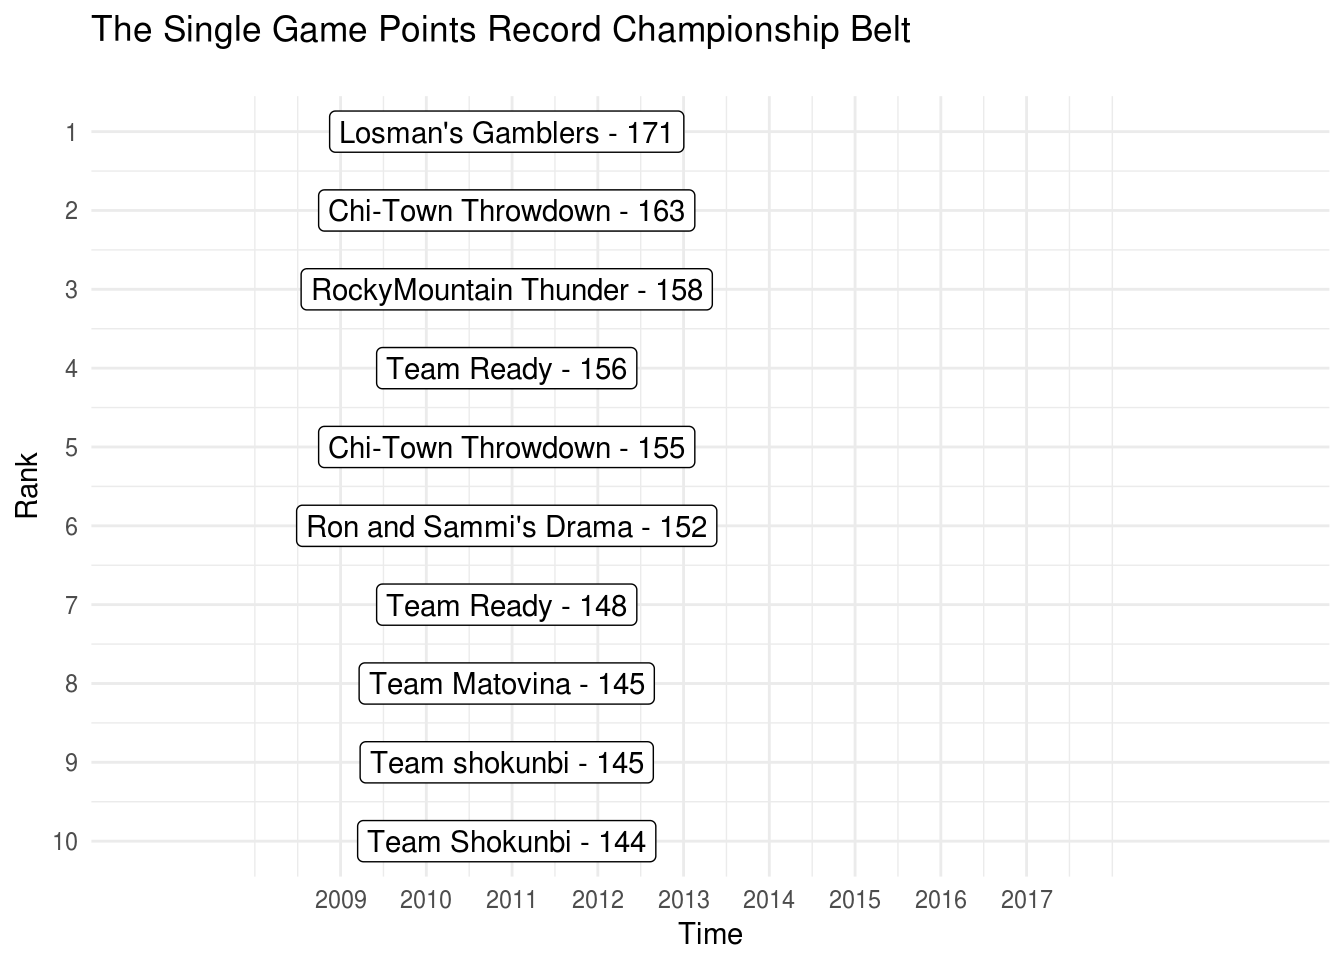 The Single Game Points Record Championship Belt
1
Losman's Gamblers - 171
2
Chi-Town Throwdown - 163
3
RockyMountain Thunder - 158
4
Team Ready - 156
5
Chi-Town Throwdown - 155
Rank
6
Ron and Sammi's Drama - 152
7
Team Ready - 148
8
Team Matovina - 145
9
Team shokunbi - 145
10
Team Shokunbi - 144
2009 2010 2011 2012 2013 2014 2015 2016 2017
Time